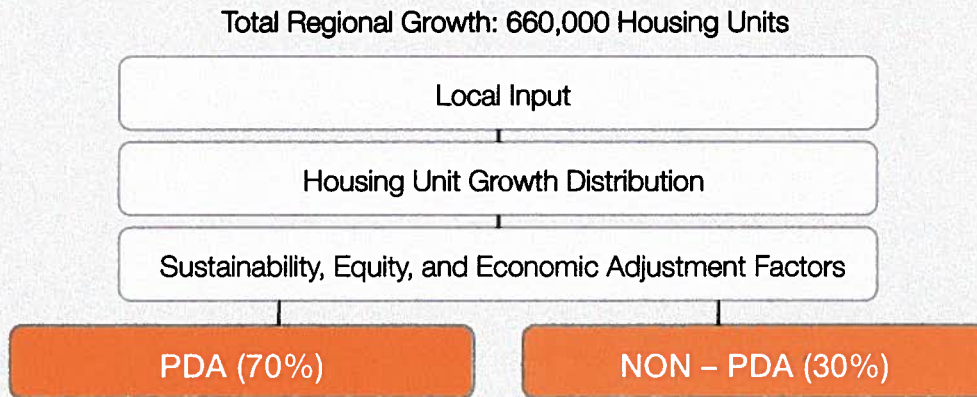 Total Regional Growth: 660,000 Housing Units
Local Input
Housing Unit Growth Distribution
Sustainability, Equity, and Economic Adjustment Factors
PDA (70%)
NON – PDA (30%)